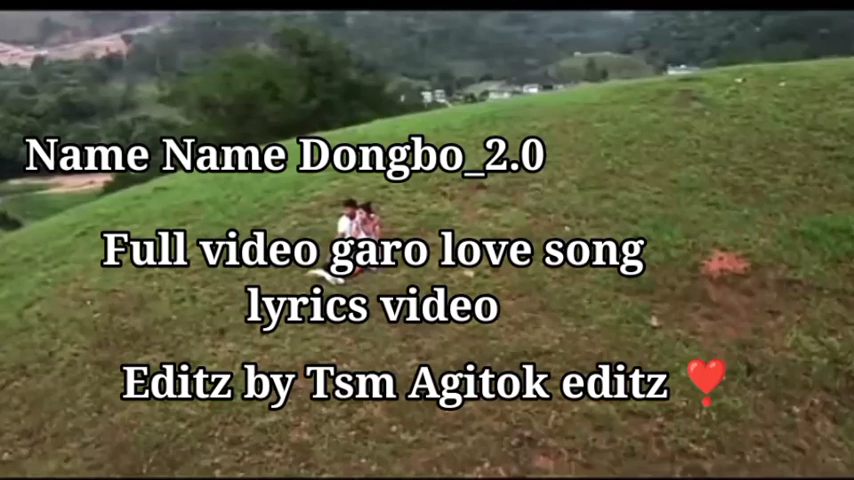 Name Name Dongbo_2.0
Full video garo love song
lyrics video
Editz by Tsm Agitok editz ❣️